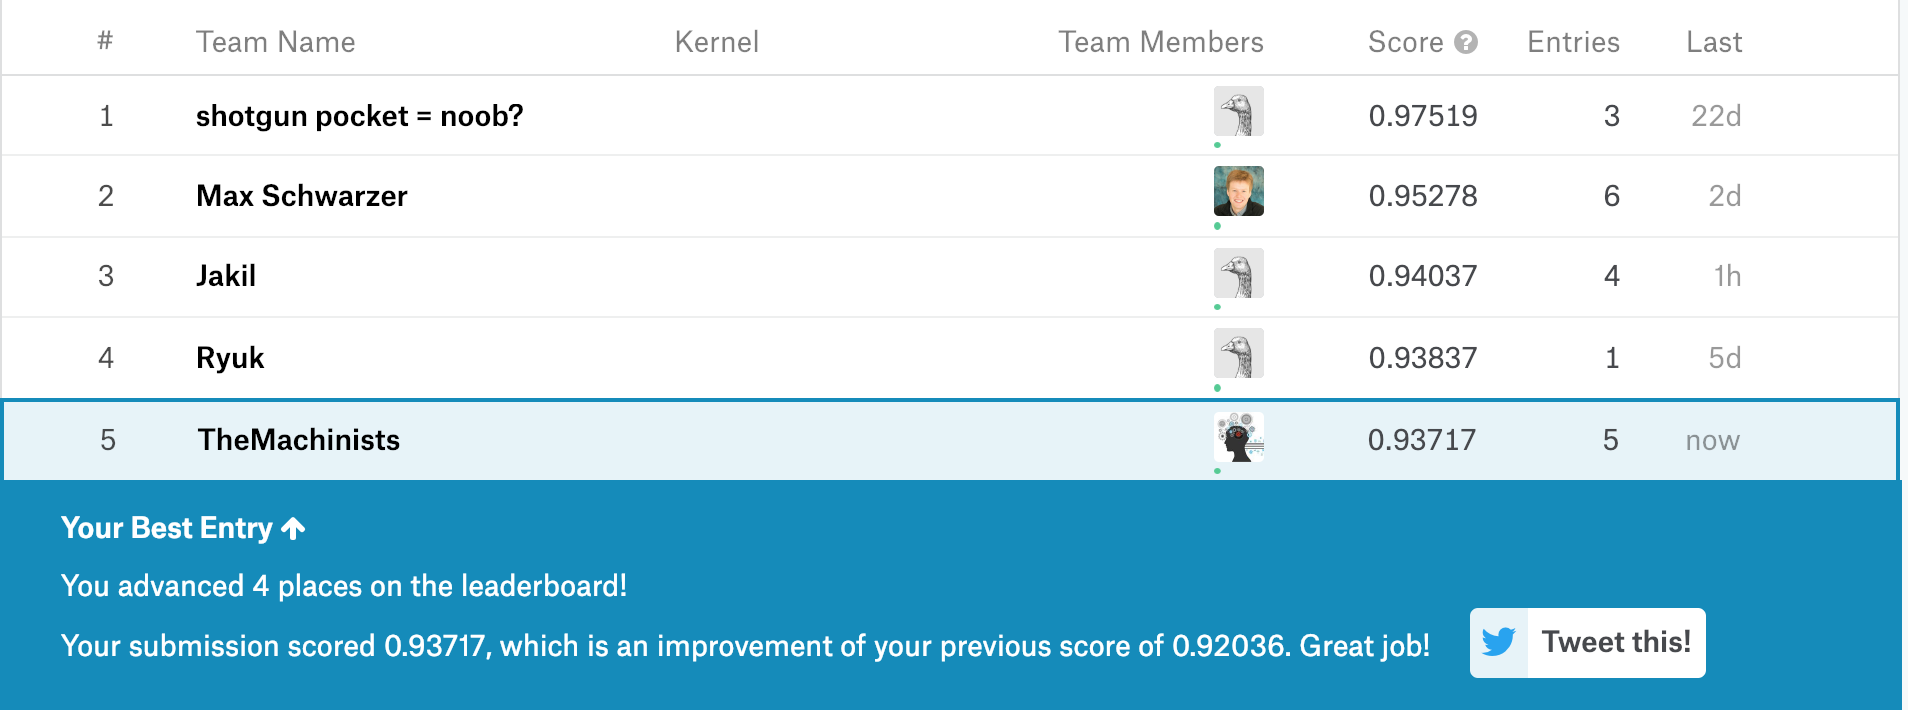 # Team Name Kernel Team Members Score ? Entries Last
1 shotgun pocket = noob? 0.97519 3 22d
2 Max Schwarzer 0.95278 6 2d
3 Jakil 0.94037 4 1h
4 Ryuk 0.93837 1 5d
5 TheMachinists 0.93717 5 now
Your Best Entry ↑
You advanced 4 places on the leaderboard!
Your submission scored 0.93717, which is an improvement of your previous score of 0.92036. Great job!
Tweet this!